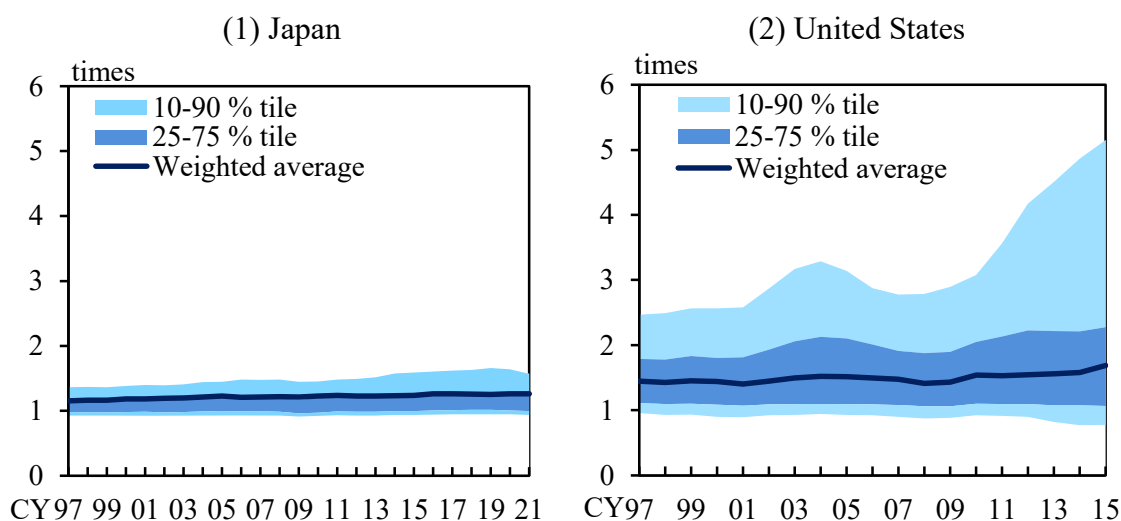 (1) Japan
times
6
10-90 % tile
25-75 % tile
5
Weighted average
4
3
2
1
0
CY97 99 01 03 05 07 09 11 13 15 17 19 21
(2) United States
times
6
10-90 % tile
25-75 % tile
5
Weighted average
4
3
2
1
0
CY97 99 01 03 05 07 09 11 13 15